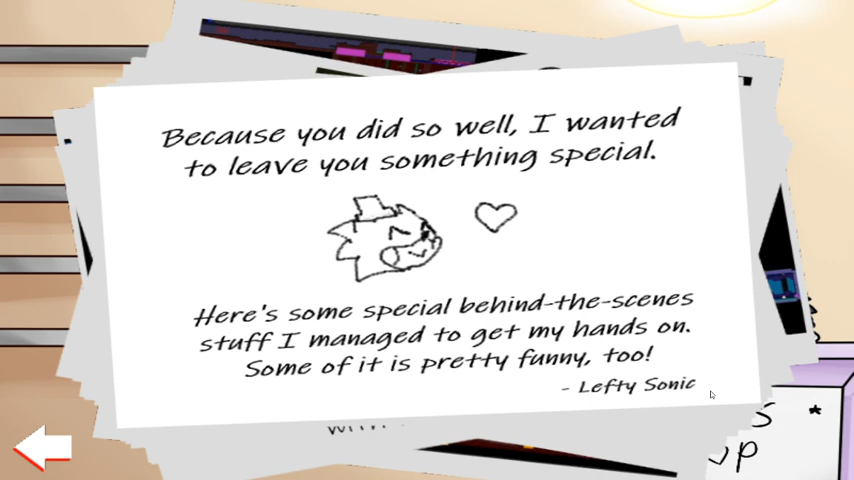 Because you did so well, I wanted
to leave you something special.
Here's some special behind-the-scenes
stuff I managed to get my hands on.
Some of it is pretty funny, too!
- Lefty Sonic